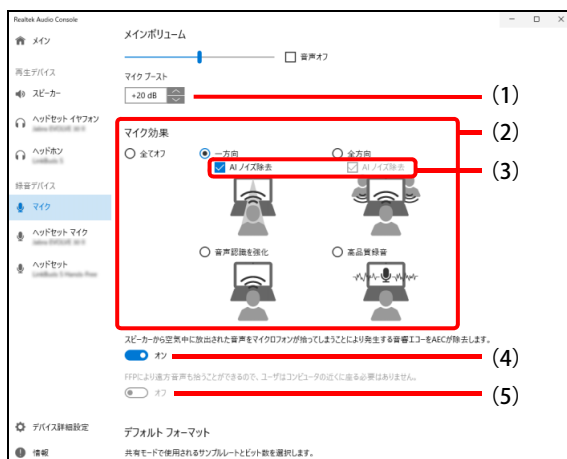 Realtek Audio Console
メイン
再生デバイス
スピーカー
ヘッドセット イヤフォン
ヘッドホン
録音デバイス
マイク
ヘッドセット マイク
ヘッドセット
デバイス詳細設定
情報
メインボリューム
音声オフ
マイク ブースト
+20 dB
(1)
マイク効果
(2)
全てオフ 一方向 全方向
AI ノイズ除去 AI ノイズ除去
(3)
音声認識を強化 高品質録音
スピーカーから空気中に放出された音声をマイクロフォンが拾ってしまうことにより発生する音響エコーをAECが除去します。
オン
(4)
FFPにより遠方音声も拾うことができるので、ユーザはコンピュータの近くに座る必要はありません。
オフ
(5)
デフォルト フォーマット
共有モードで使用されるサンプルレートとビット数を選択します。